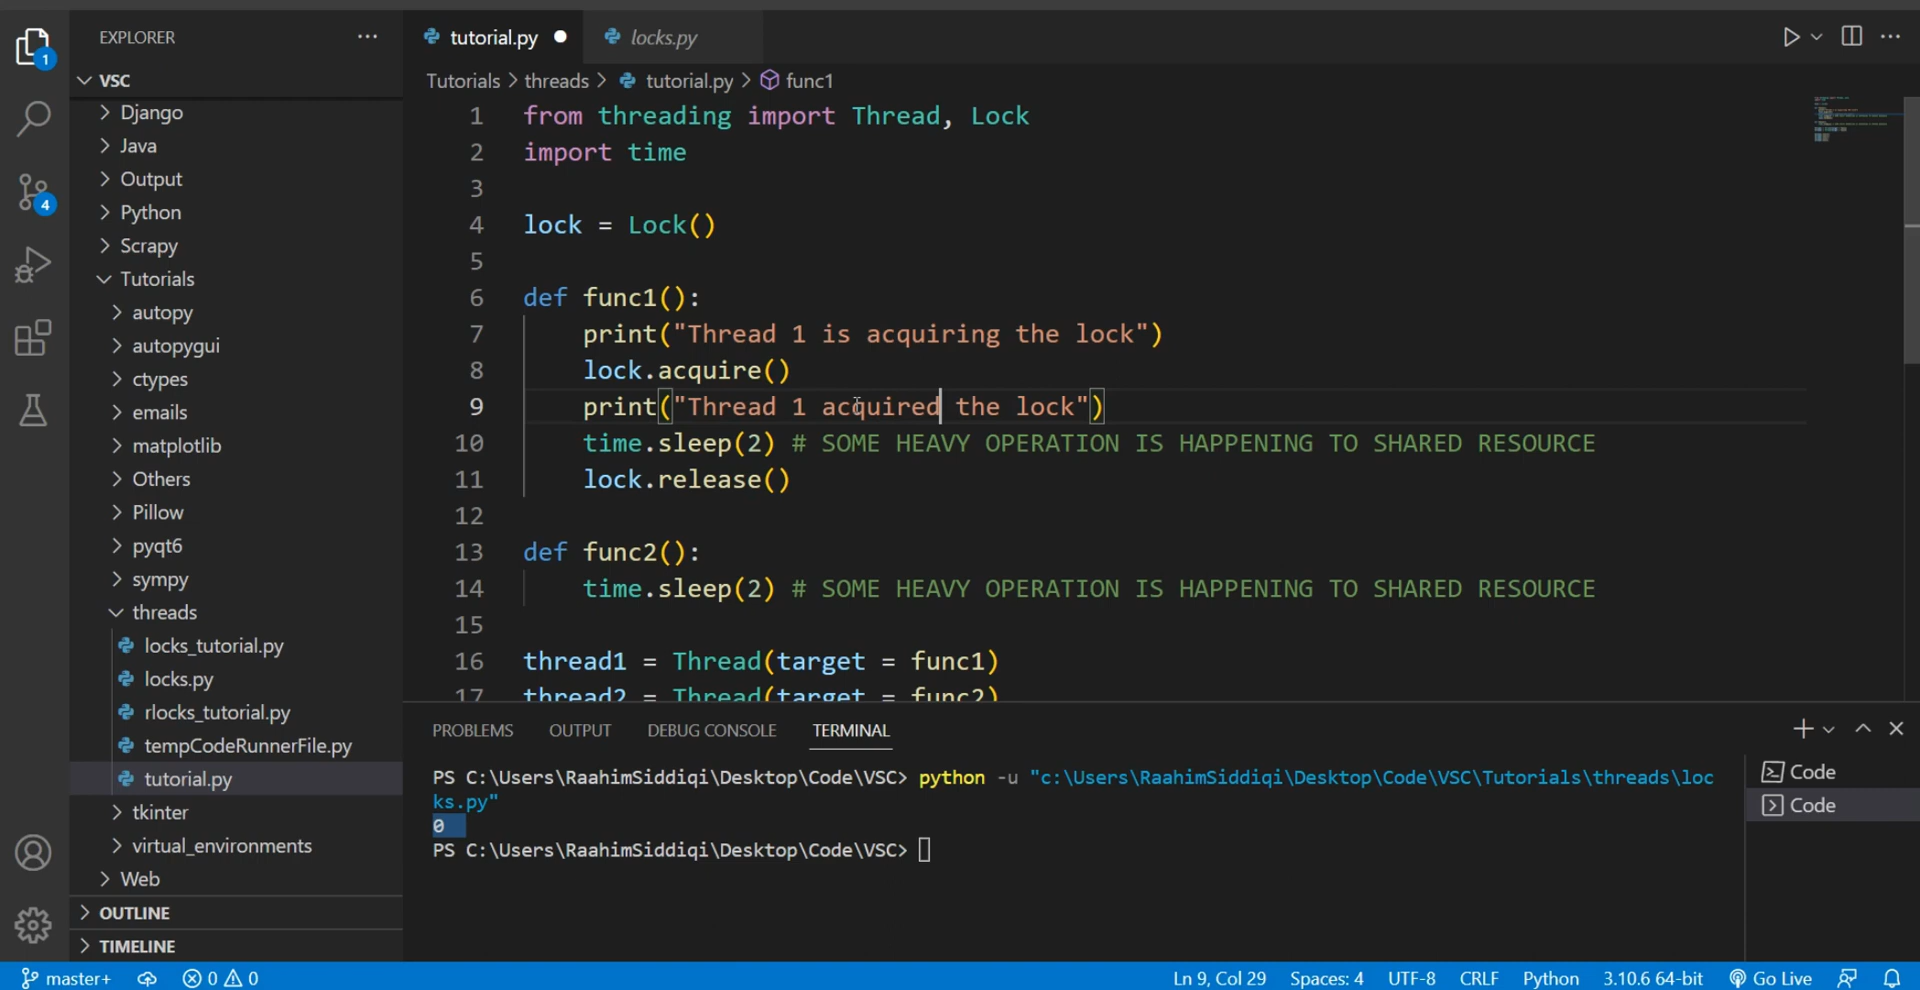 1
4
EXPLORER
...
VSC
Django
Java
Output
Python
Scrapy
Tutorials
autopy
autopygui
ctypes
emails
matplotlib
Others
Pillow
pyqt6
sympy
threads
locks_tutorial.py
locks.py
rlocks_tutorial.py
tempCodeRunnerFile.py
tutorial.py
tkinter
virtual_environments
Web
OUTLINE
TIMELINE
tutorial.py
locks.py
Tutorials > threads > tutorial.py > func1
1 from threading import Thread, Lock
2 import time
3
4 lock = Lock()
5
6 def func1():
7 print("Thread 1 is acquiring the lock")
8 lock.acquire()
9 print("Thread 1 acquired the lock")
10 time.sleep(2) # SOME HEAVY OPERATION IS HAPPENING TO SHARED RESOURCE
11 lock.release()
12
13 def func2():
14 time.sleep(2) # SOME HEAVY OPERATION IS HAPPENING TO SHARED RESOURCE
15
16 thread1 = Thread(target = func1)
17 thread2 = Thread(target = func2)
PROBLEMS OUTPUT DEBUG CONSOLE TERMINAL
PS C:\Users\RaahimSiddiqi\Desktop\Code\VSC> python -u "c:\Users\RaahimSiddiqi\Desktop\Code\VSC\Tutorials\threads\loc
ks.py"
0
PS C:\Users\RaahimSiddiqi\Desktop\Code\VSC>
Code
Code
master+ 0 0 Ln 9, Col 29 Spaces: 4 UTF-8 CRLF Python 3.10.6 64-bit Go Live